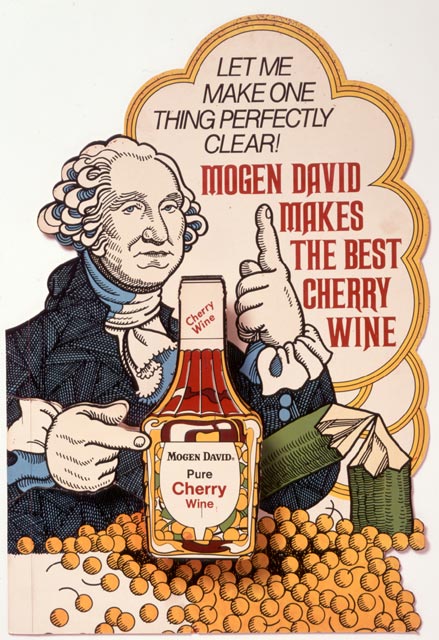 LET ME
MAKE ONE
THING PERFECTLY
CLEAR!
MOGEN DAVID
MAKES
THE BEST
CHERRY
WINE
Cherry
Wine
MOGEN DAVID®
Pure
Cherry
Wine